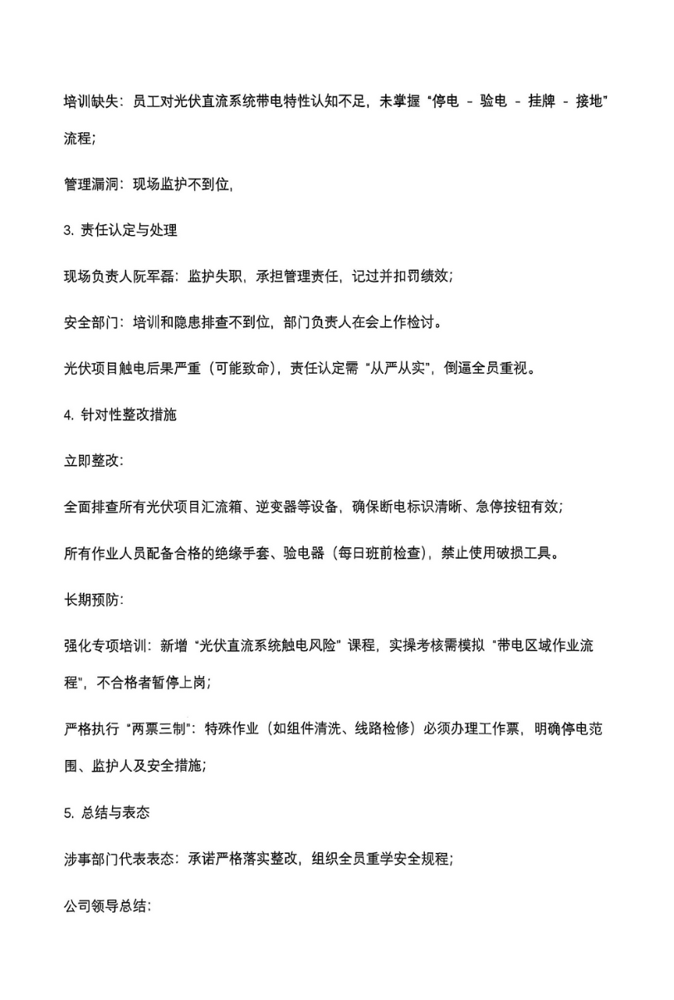 培训缺失：员工对光伏直流系统带电特性认知不足，未掌握 “停电 - 验电 - 挂牌 - 接地”
流程；
管理漏洞：现场监护不到位,
3. 责任认定与处理
现场负责人阮军磊：监护失职，承担管理责任，记过并扣罚绩效；
安全部门：培训和隐患排查不到位，部门负责人在会上作检讨。
光伏项目触电后果严重（可能致命），责任认定需 “从严从实”，倒逼全员重视。
4. 针对性整改措施
立即整改：
全面排查所有光伏项目汇流箱、逆变器等设备，确保断电标识清晰、急停按钮有效；
所有作业人员配备合格的绝缘手套、验电器（每日班前检查），禁止使用破损工具。
长期预防：
强化专项培训：新增 “光伏直流系统触电风险” 课程，实操考核需模拟 “带电区域作业流
程”，不合格者暂停上岗；
严格执行 “两票三制”：特殊作业（如组件清洗、线路检修）必须办理工作票，明确停电范
围、监护人及安全措施；
5. 总结与表态
涉事部门代表表态：承诺严格落实整改，组织全员重学安全规程；
公司领导总结：